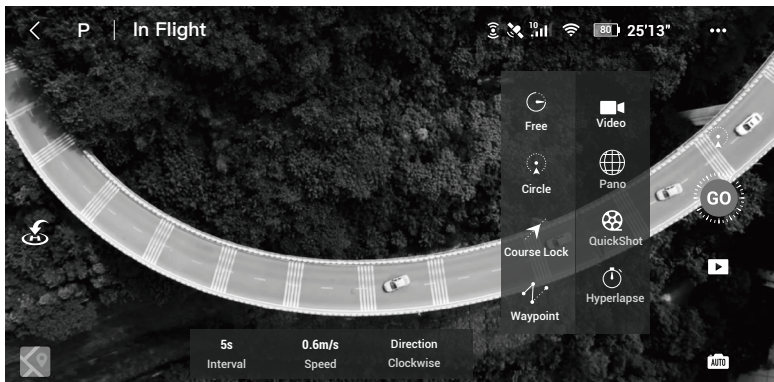 P In Flight 10 80 25'13"
Free
Video
Circle
Pano
GO
Course Lock
QuickShot
Waypoint
Hyperlapse
5s 0.6m/s Direction
Interval Speed Clockwise
AUTO
H